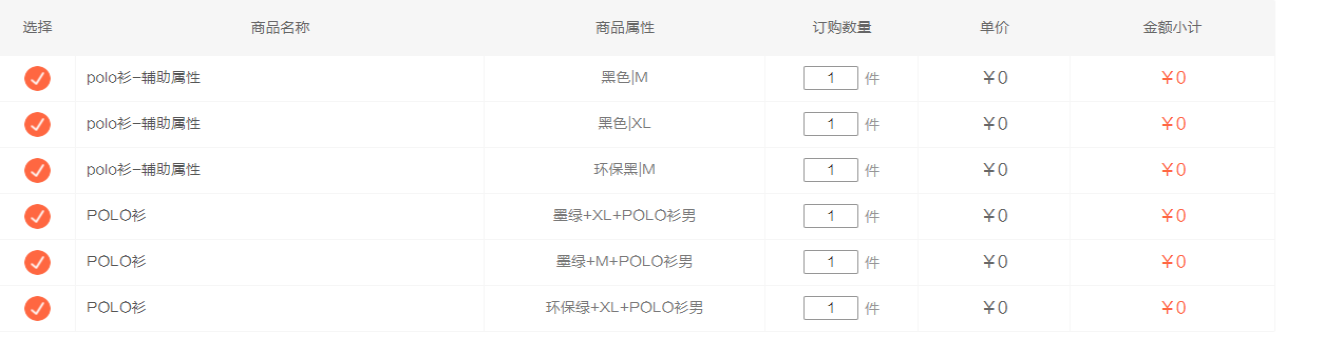 选择 商品名称 商品属性 订购数量 单价 金额小计
polo衫-辅助属性 黑色|M 1 件 ¥0 ¥0
polo衫-辅助属性 黑色|XL 1 件 ¥0 ¥0
polo衫-辅助属性 环保黑|M 1 件 ¥0 ¥0
POLO衫 墨绿+XL+POLO衫男 1 件 ¥0 ¥0
POLO衫 墨绿+M+POLO衫男 1 件 ¥0 ¥0
POLO衫 环保绿+XL+POLO衫男 1 件 ¥0 ¥0